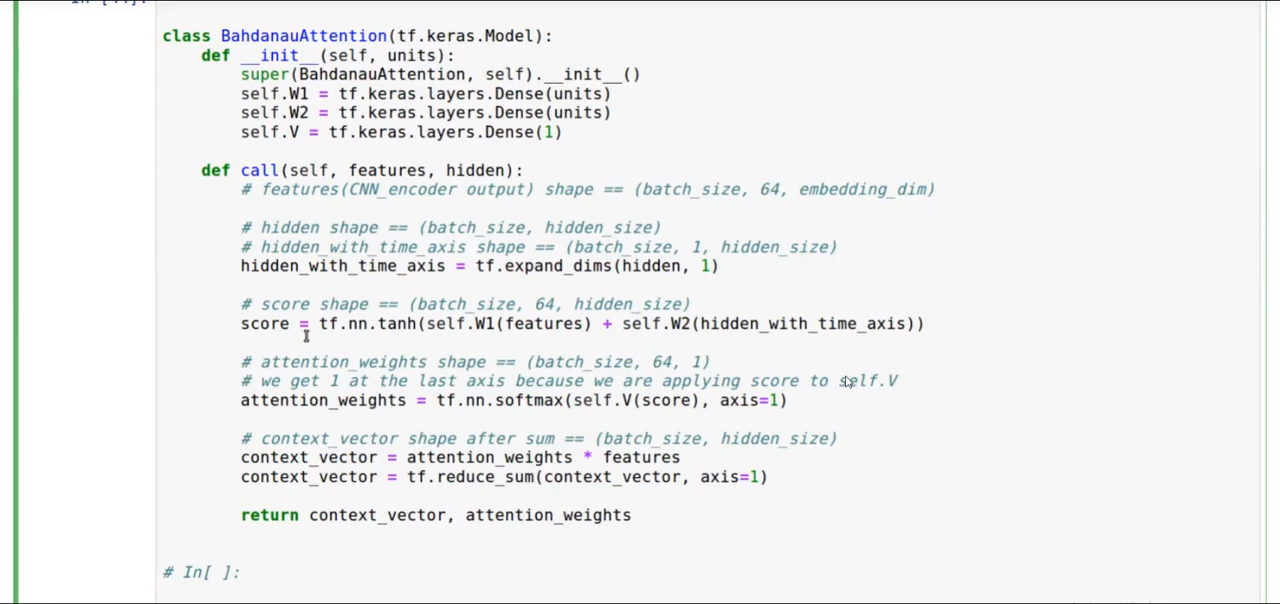 class BahdanauAttention(tf.keras.Model):
    def __init__(self, units):
        super(BahdanauAttention, self).__init__()
        self.W1 = tf.keras.layers.Dense(units)
        self.W2 = tf.keras.layers.Dense(units)
        self.V = tf.keras.layers.Dense(1)
    def call(self, features, hidden):
        # features(CNN_encoder output) shape == (batch_size, 64, embedding_dim)
        # hidden shape == (batch_size, hidden_size)
        # hidden_with_time_axis shape == (batch_size, 1, hidden_size)
        hidden_with_time_axis = tf.expand_dims(hidden, 1)
        # score shape == (batch_size, 64, hidden_size)
        score = tf.nn.tanh(self.W1(features) + self.W2(hidden_with_time_axis))
        # attention_weights shape == (batch_size, 64, 1)
        # we get 1 at the last axis because we are applying score to self.V
        attention_weights = tf.nn.softmax(self.V(score), axis=1)
        # context_vector shape after sum == (batch_size, hidden_size)
        context_vector = attention_weights * features
        context_vector = tf.reduce_sum(context_vector, axis=1)
        return context_vector, attention_weights
# In[ ]: